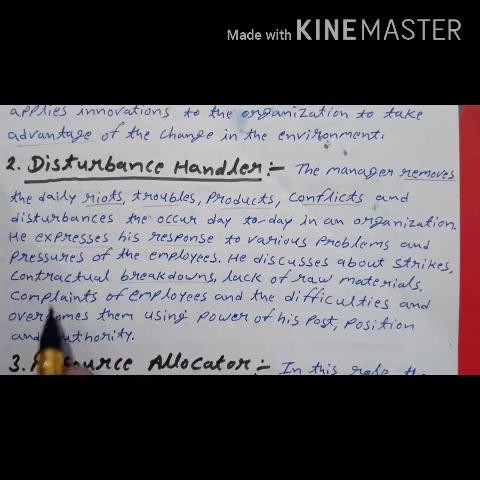 Made with KINEMASTER
applies innovations to the organization to take
advantage of the change in the environment.
2. Disturbance Handler:- The manager removes
the daily riots, troubles, products, conflicts and
disturbances the occur day to-day in an organization.
He expresses his response to various problems and
pressures of the employees. He discusses about strikes,
contractual breakdowns, lack of raw materials,
complaints of employees and the difficulties and
overcomes them using power of his post, position
and authority.
3. Resource Allocator:- In this role the